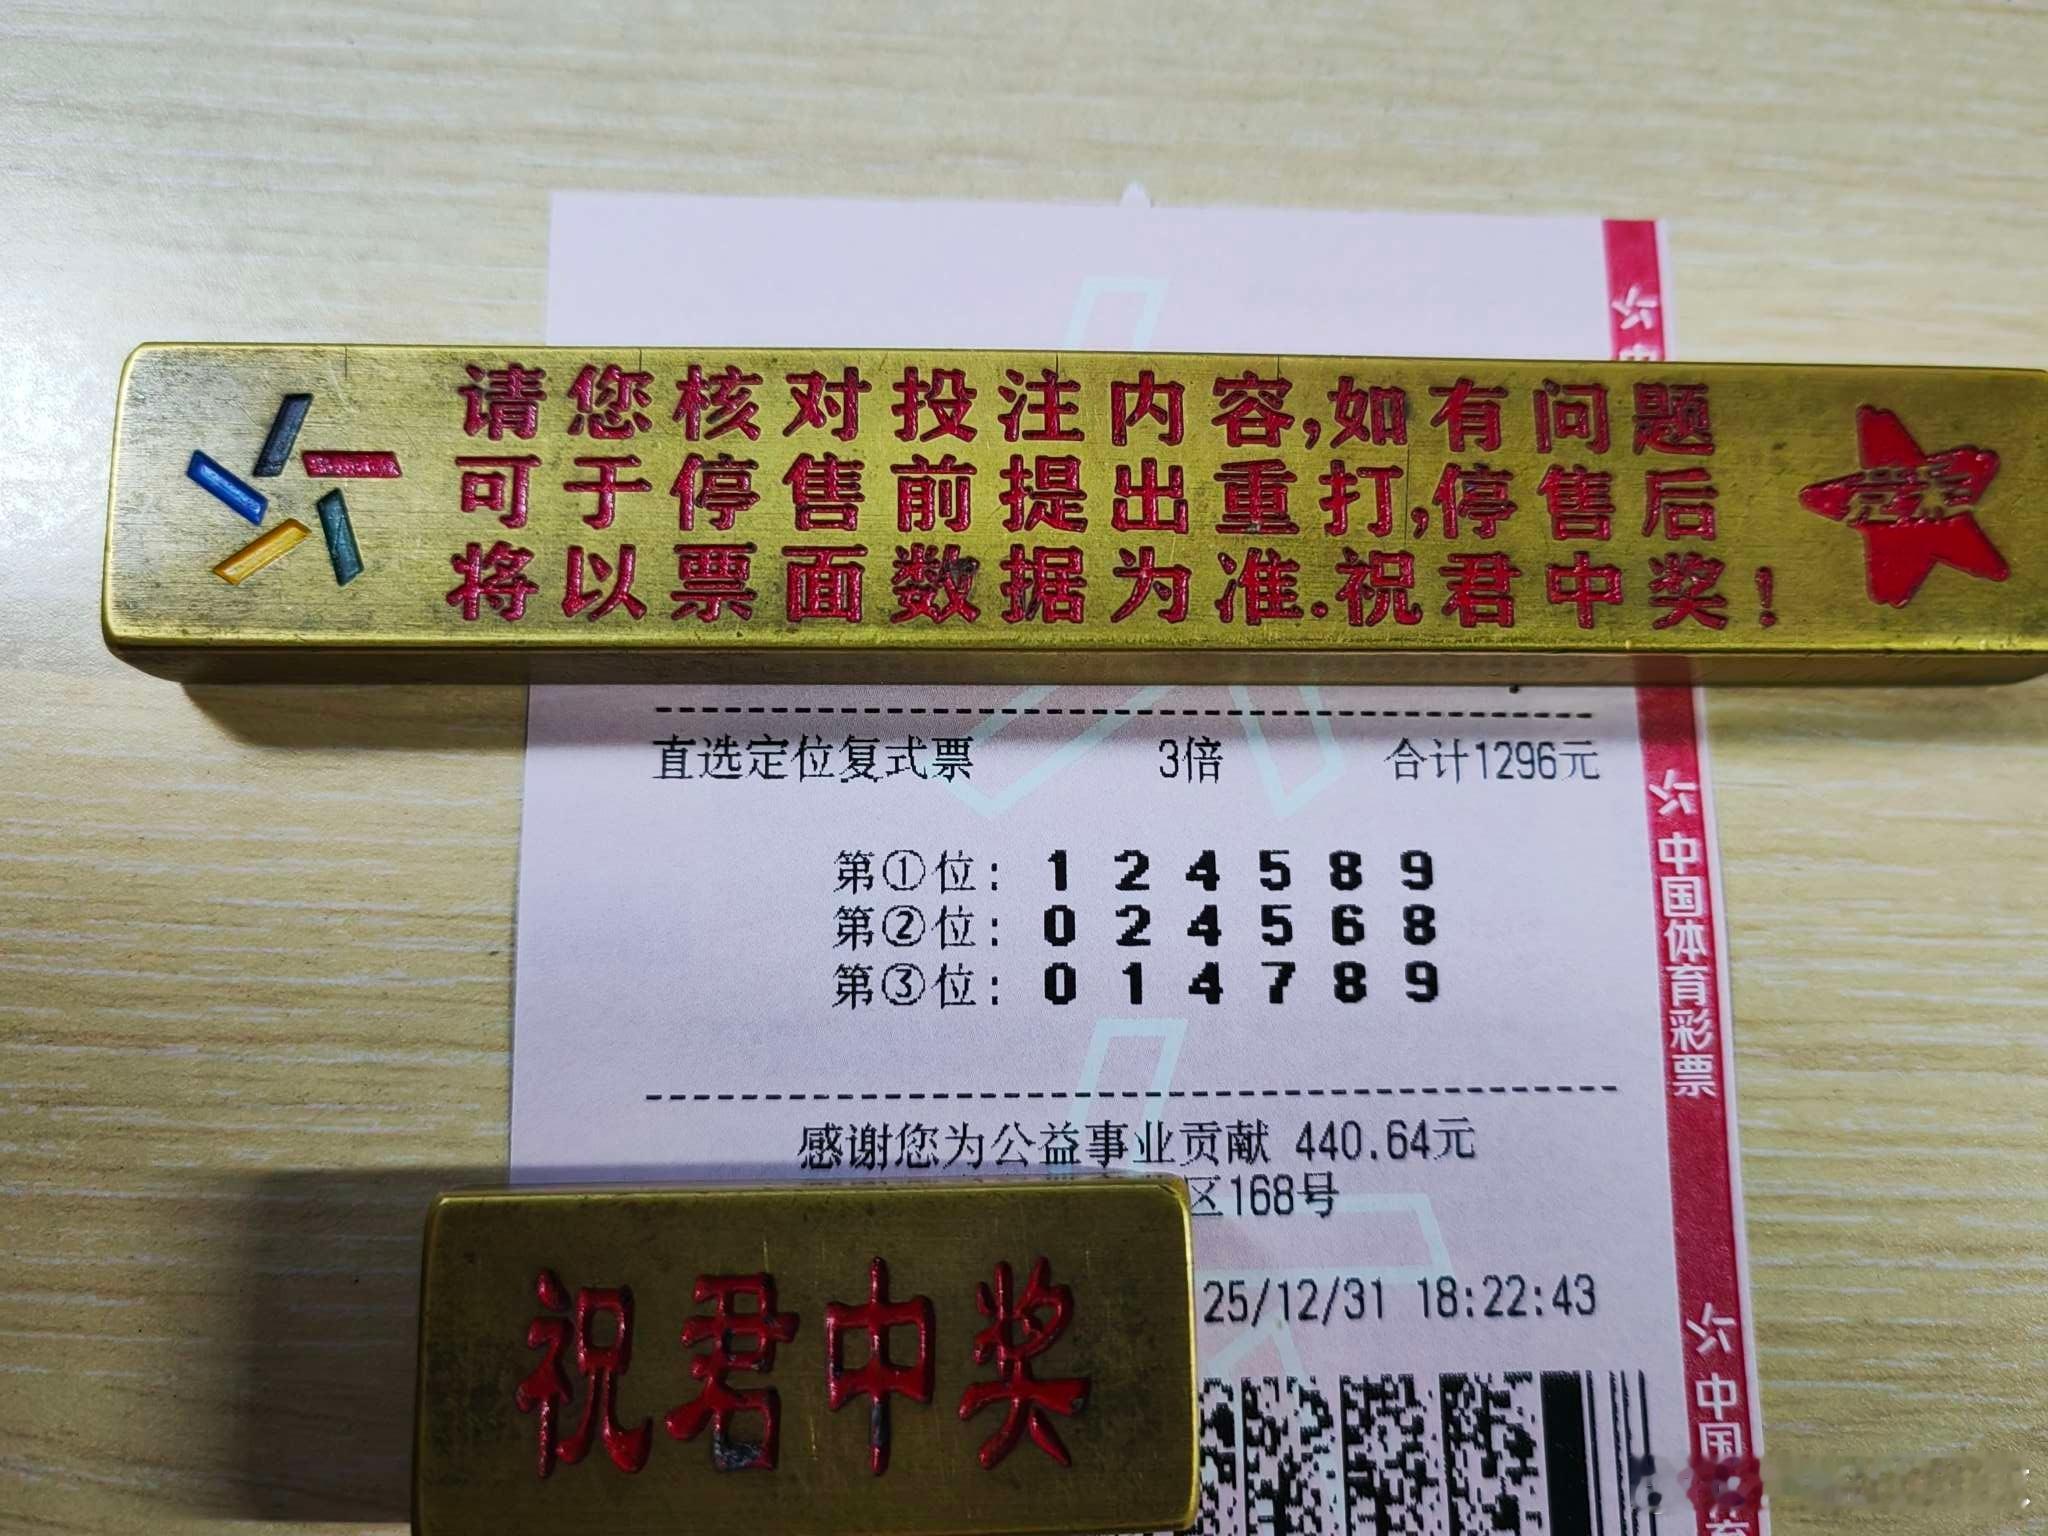 请您核对投注内容,如有问题
可于停售前提出重打,停售后
将以票面数据为准.祝君中奖!
直选定位复式票 3倍 合计1296元
第①位: 1 2 4 5 8 9
第②位: 0 2 4 5 6 8
第③位: 0 1 4 7 8 9
感谢您为公益事业贡献 440.64元
区168号
25/12/31 18:22:43
祝君中奖
中国体育彩票
中国